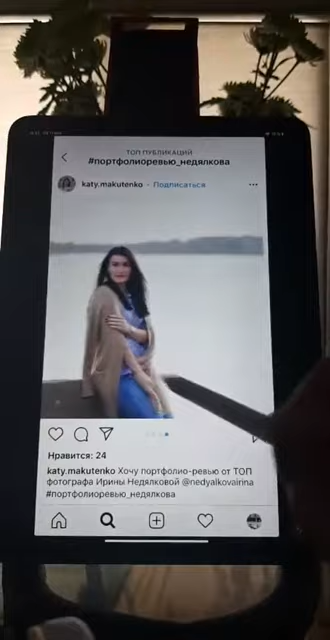 ТОП ПУБЛИКАЦИЙ
#портфолиоревью_недялкова
katy.makutenko · Подписаться
Нравится: 24
katy.makutenko Хочу портфолио-ревью от ТОП
фотографа Ирины Недялковой @nedyalkovairina
#портфолиоревью_недялкова